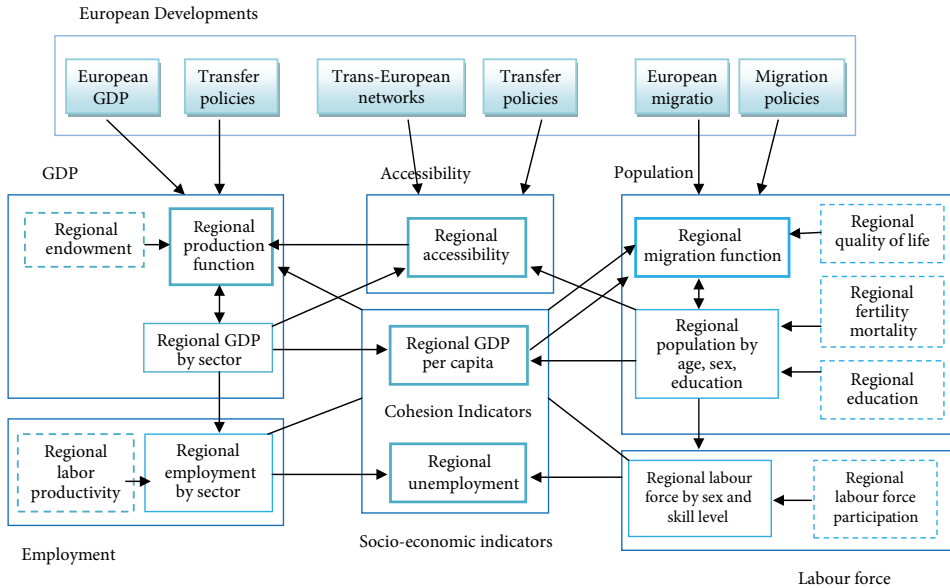 European Developments
European
GDP
Transfer
policies
Trans-European
networks
Transfer
policies
European
migratio
Migration
policies
GDP
Accessibility
Population
Regional
endowment
Regional
production
function
Regional
accessibility
Regional
migration function
Regional
quality of life
Regional
fertility
mortality
Regional GDP
by sector
Regional GDP
per capita
Regional
population by
age, sex,
education
Regional
education
Cohesion Indicators
Regional
labor
productivity
Regional
employment
by sector
Regional
unemployment
Regional labour
force by sex and
skill level
Regional
labour force
participation
Employment
Socio-economic indicators
Labour force